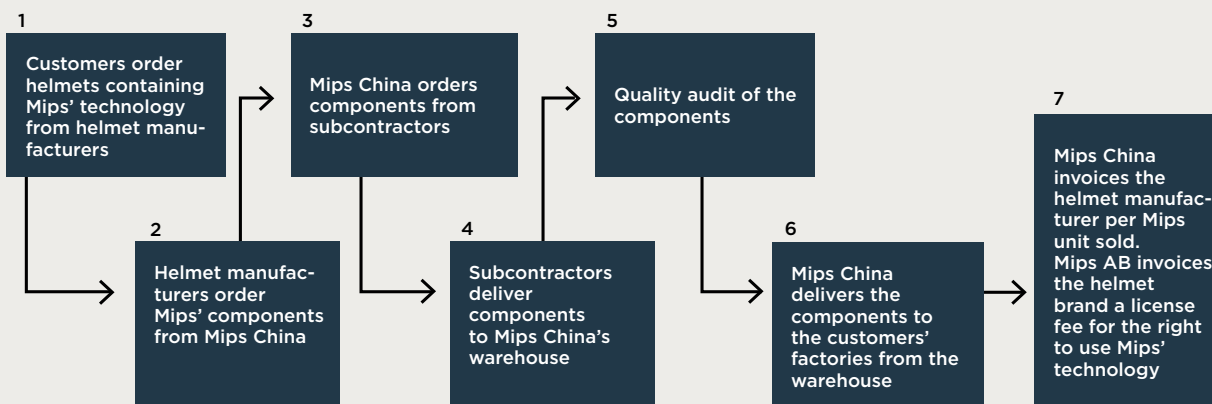 1
Customers order
helmets containing
Mips’ technology
from helmet manu-
facturers
2
Helmet manufac-
turers order
Mips’ components
from Mips China
3
Mips China orders
components from
subcontractors
4
Subcontractors
deliver
components
to Mips China’s
warehouse
5
Quality audit of the
components
6
Mips China
delivers the
components to
the customers’
factories from the
warehouse
7
Mips China
invoices the
helmet manufac-
turer per Mips
unit sold.
Mips AB invoices
the helmet
brand a license
fee for the right
to use Mips’
technology